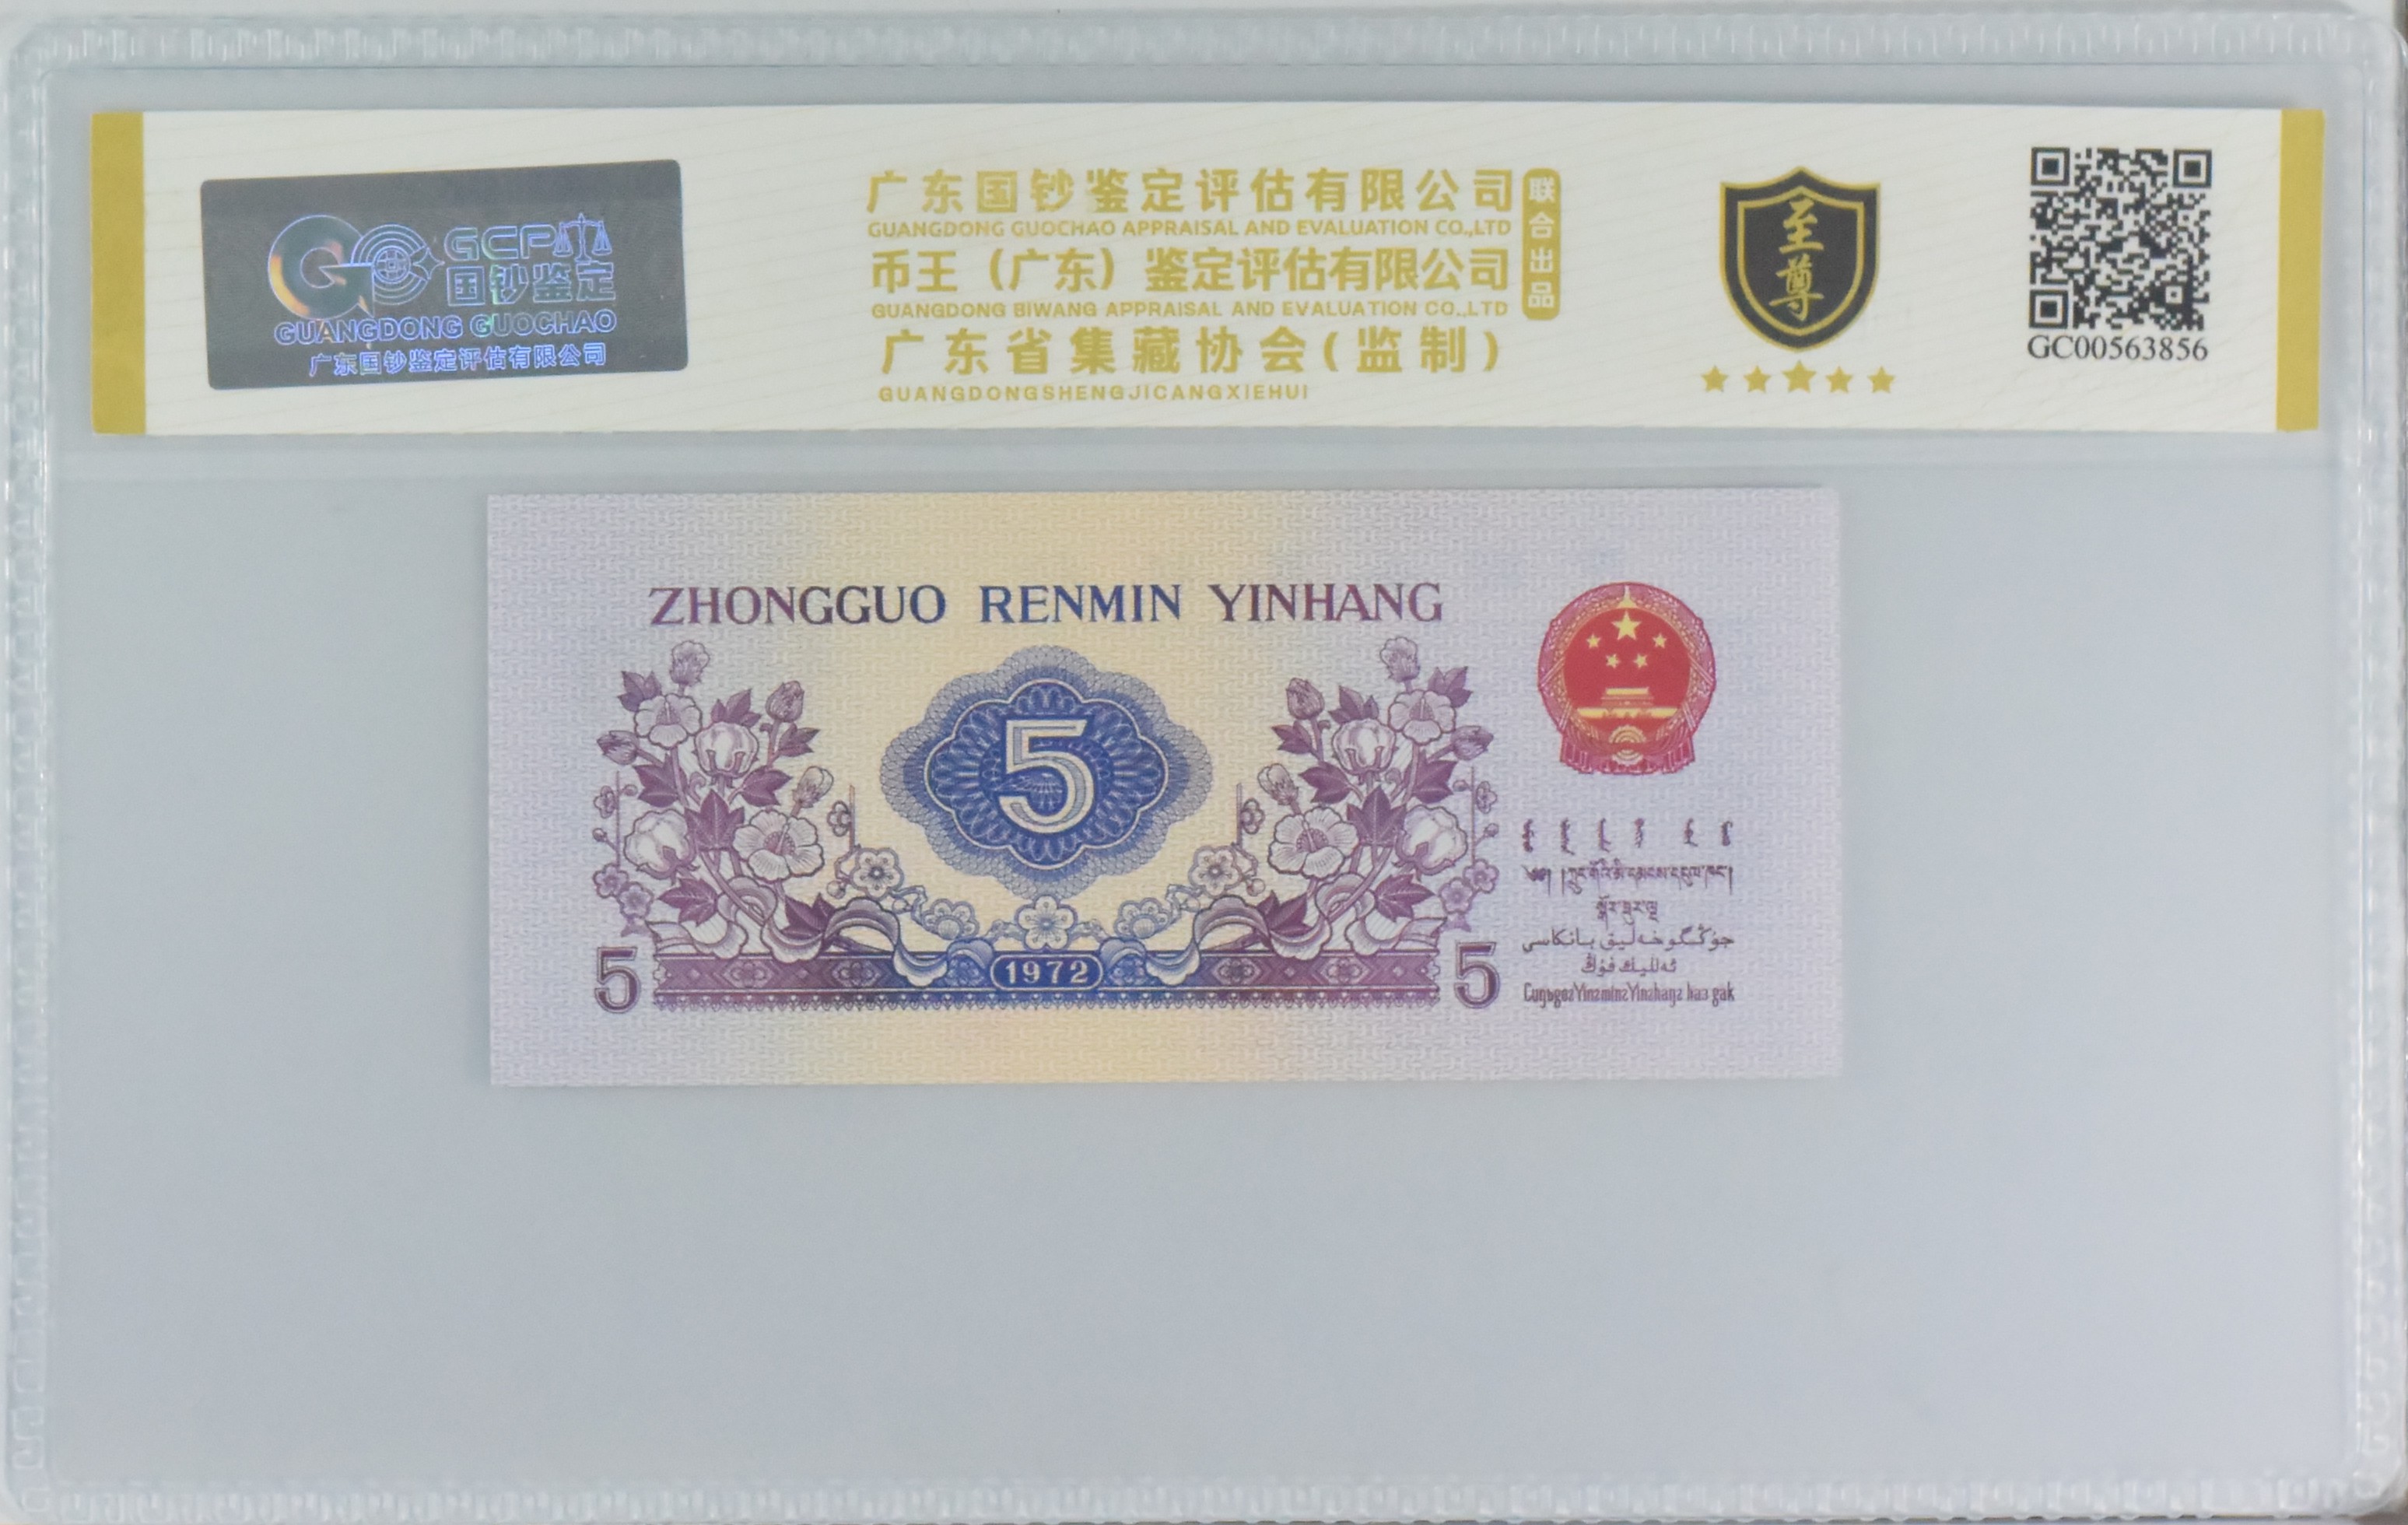 GCP
国钞鉴定
GUANGDONG GUOCHAO
广东国钞鉴定评估有限公司
广东国钞鉴定评估有限公司
GUANGDONG GUOCHAO APPRAISAL AND EVALUATION CO.,LTD
币王（广东）鉴定评估有限公司
GUANGDONG BIWANG APPRAISAL AND EVALUATION CO.,LTD
广东省集藏协会(监制)
GUANGDONGSHENGJICANGXIEHUI
联合出品
至尊
GC00563856
ZHONGGUO RENMIN YINHANG
5
1972
5
5
جۇڭگو خەلىق بانكاسى